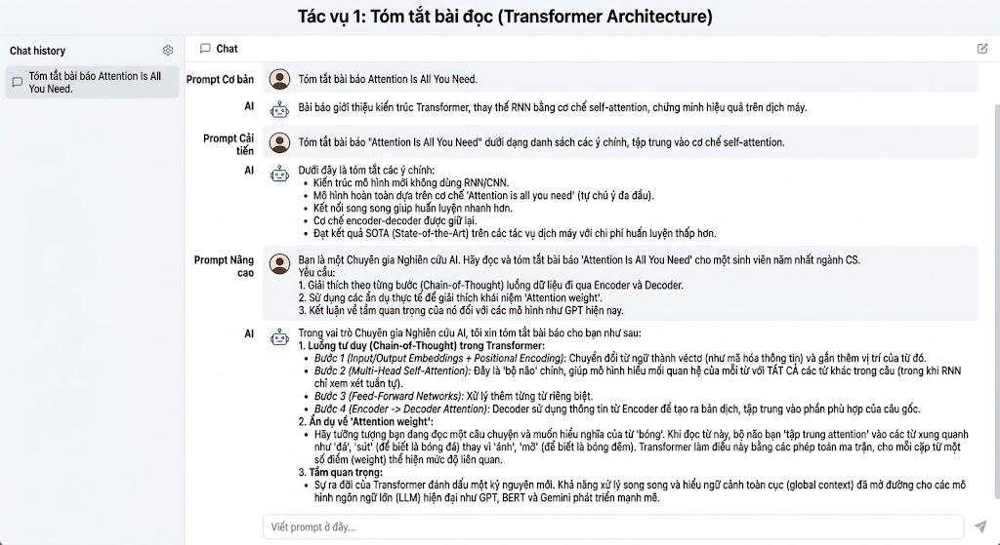 Tác vụ 1: Tóm tắt bài đọc (Transformer Architecture)
Chat history
Tóm tắt bài báo Attention Is All
You Need.
Chat
Prompt Cơ bản
Tóm tắt bài báo Attention Is All You Need.
AI
Bài báo giới thiệu kiến trúc Transformer, thay thế RNN bằng cơ chế self-attention, chứng minh hiệu quả trên dịch máy.
Prompt Cải
tiến
Tóm tắt bài báo "Attention Is All You Need" dưới dạng danh sách các ý chính, tập trung vào cơ chế self-attention.
AI
Dưới đây là tóm tắt các ý chính:
• Kiến trúc mô hình mới không dùng RNN/CNN.
• Mô hình hoàn toàn dựa trên cơ chế 'Attention is all you need' (tự chú ý đa đầu).
• Kết nối song song giúp huấn luyện nhanh hơn.
• Cơ chế encoder-decoder được giữ lại.
• Đạt kết quả SOTA (State-of-the-Art) trên các tác vụ dịch máy với chi phí huấn luyện thấp hơn.
Prompt Nâng
cao
Bạn là một Chuyên gia Nghiên cứu AI. Hãy đọc và tóm tắt bài báo 'Attention Is All You Need' cho một sinh viên năm nhất ngành CS.
Yêu cầu:
1. Giải thích theo từng bước (Chain-of-Thought) luồng dữ liệu đi qua Encoder và Decoder.
2. Sử dụng các ẩn dụ thực tế để giải thích khái niệm 'Attention weight'.
3. Kết luận về tầm quan trọng của nó đối với các mô hình như GPT hiện nay.
AI
Trong vai trò Chuyên gia Nghiên cứu AI, tôi xin tóm tắt bài báo cho bạn như sau:
1. Luồng tư duy (Chain-of-Thought) trong Transformer:
• Bước 1 (Input/Output Embeddings + Positional Encoding): Chuyển đổi từ ngữ thành véctơ (như mã hóa thông tin) và gắn thêm vị trí của từ đó.
• Bước 2 (Multi-Head Self-Attention): Đây là 'bộ não' chính, giúp mô hình hiểu mối quan hệ của mỗi từ với TẤT CẢ các từ khác trong câu (trong khi RNN
chỉ xem xét tuần tự).
• Bước 3 (Feed-Forward Networks): Xử lý thêm từng từ riêng biệt.
• Bước 4 (Encoder -> Decoder Attention): Decoder sử dụng thông tin từ Encoder để tạo ra bản dịch, tập trung vào phần phù hợp của câu gốc.
2. Ẩn dụ về 'Attention weight':
• Hãy tưởng tượng bạn đang đọc một câu chuyện và muốn hiểu nghĩa của từ 'bóng'. Khi đọc từ này, bộ não bạn 'tập trung attention' vào các từ xung quanh
như 'đá', 'sút' (để biết là bóng đá) thay vì 'ánh', 'mờ' (để biết là bóng đêm). Transformer làm điều này bằng các phép toán ma trận, cho mỗi cặp từ một
số điểm (weight) thể hiện mức độ liên quan.
3. Tầm quan trọng:
• Sự ra đời của Transformer đánh dấu một kỷ nguyên mới. Khả năng xử lý song song và hiểu ngữ cảnh toàn cục (global context) đã mở đường cho các mô
hình ngôn ngữ lớn (LLM) hiện đại như GPT, BERT và Gemini phát triển mạnh mẽ.
Viết prompt ở đây...